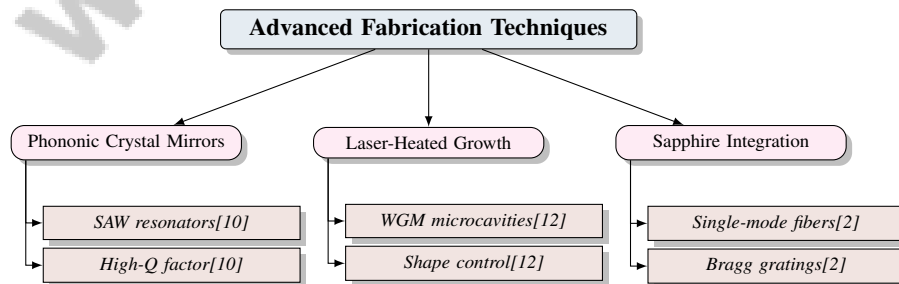 Advanced Fabrication Techniques
Phononic Crystal Mirrors
Laser-Heated Growth
Sapphire Integration
SAW resonators[10]
WGM microcavities[12]
Single-mode fibers[2]
High-Q factor[10]
Shape control[12]
Bragg gratings[2]